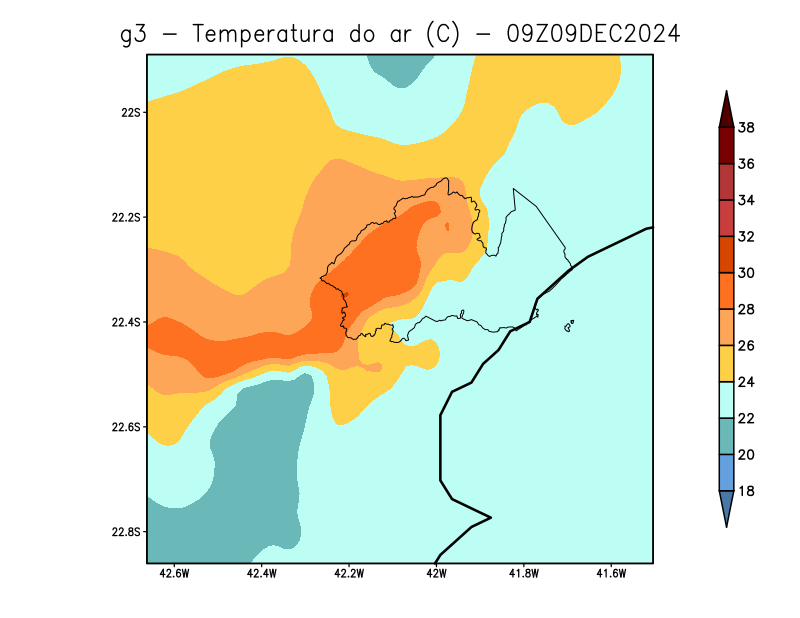 g3 - Temperatura do ar (C) - 09Z09DEC2024
22S
22.2S
22.4S
22.6S
22.8S
42.6W
42.4W
42.2W
42W
41.8W
41.6W
38
36
34
32
30
28
26
24
22
20
18